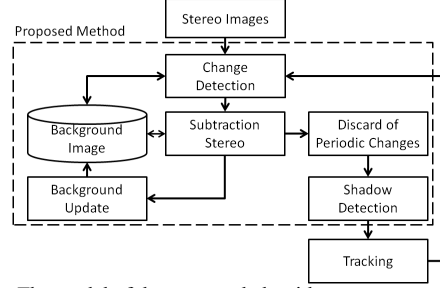 Stereo Images
Proposed Method
Change
Detection
Background
Image
Subtraction
Stereo
Discard of
Periodic Changes
Background
Update
Shadow
Detection
Tracking